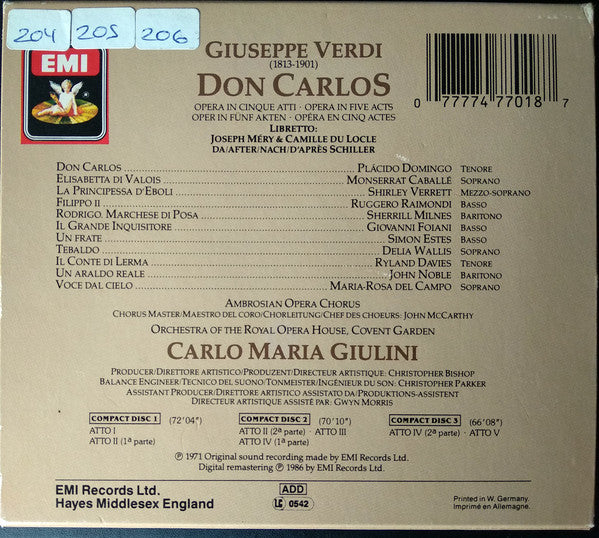 204 205 206
EMI
GIUSEPPE VERDI
(1813-1901)
DON CARLOS
OPERA IN CINQUE ATTI · OPERA IN FIVE ACTS
OPER IN FÜNF AKTEN · OPÉRA EN CINQ ACTES
LIBRETTO:
JOSEPH MÉRY & CAMILLE DU LOCLE
DA/AFTER/NACH/D'APRÈS SCHILLER
0 77774 77018 7
DON CARLOS PLÁCIDO DOMINGO TENORE
ELISABETTA DI VALOIS MONSERRAT CABALLÉ SOPRANO
LA PRINCIPESSA D'EBOLI SHIRLEY VERRETT MEZZO-SOPRANO
FILIPPO II RUGGERO RAIMONDI BASSO
RODRIGO, MARCHESE DI POSA SHERRILL MILNES BARITONO
IL GRANDE INQUISITORE GIOVANNI FOIANI BASSO
UN FRATE SIMON ESTES BASSO
TEBALDO DELIA WALLIS SOPRANO
IL CONTE DI LERMA RYLAND DAVIES TENORE
UN ARALDO REALE JOHN NOBLE BARITONO
VOCE DAL CIELO MARIA-ROSA DEL CAMPO SOPRANO
AMBROSIAN OPERA CHORUS
CHORUS MASTER/MAESTRO DEL CORO/CHORLEITUNG/CHEF DES CHOEURS: JOHN MCCARTHY
ORCHESTRA OF THE ROYAL OPERA HOUSE, COVENT GARDEN
CARLO MARIA GIULINI
PRODUCER/DIRETTORE ARTISTICO/PRODUZENT/DIRECTEUR ARTISTIQUE: CHRISTOPHER BISHOP
BALANCE ENGINEER/TECNICO DEL SUONO/TONMEISTER/INGÉNIEUR DU SON: CHRISTOPHER PARKER
ASSISTANT PRODUCER/DIRETTORE ARTISTICO ASSISTATO DA/PRODUKTIONS-ASSISTENT
DIRECTEUR ARTISTIQUE ASSISTÉ PAR: GWYN MORRIS
COMPACT DISC 1 (72'04") COMPACT DISC 2 (70'10") COMPACT DISC 3 (66'08")
ATTO I ATTO II (2ª parte) · ATTO III ATTO IV (2ª parte) · ATTO V
ATTO II (1ª parte) ATTO IV (1ª parte)
℗ 1971 Original sound recording made by EMI Records Ltd.
Digital remastering ℗ 1986 by EMI Records Ltd.
EMI Records Ltd.
Hayes Middlesex England
ADD
LC 0542
Printed in W. Germany.
Imprimé en Allemagne.